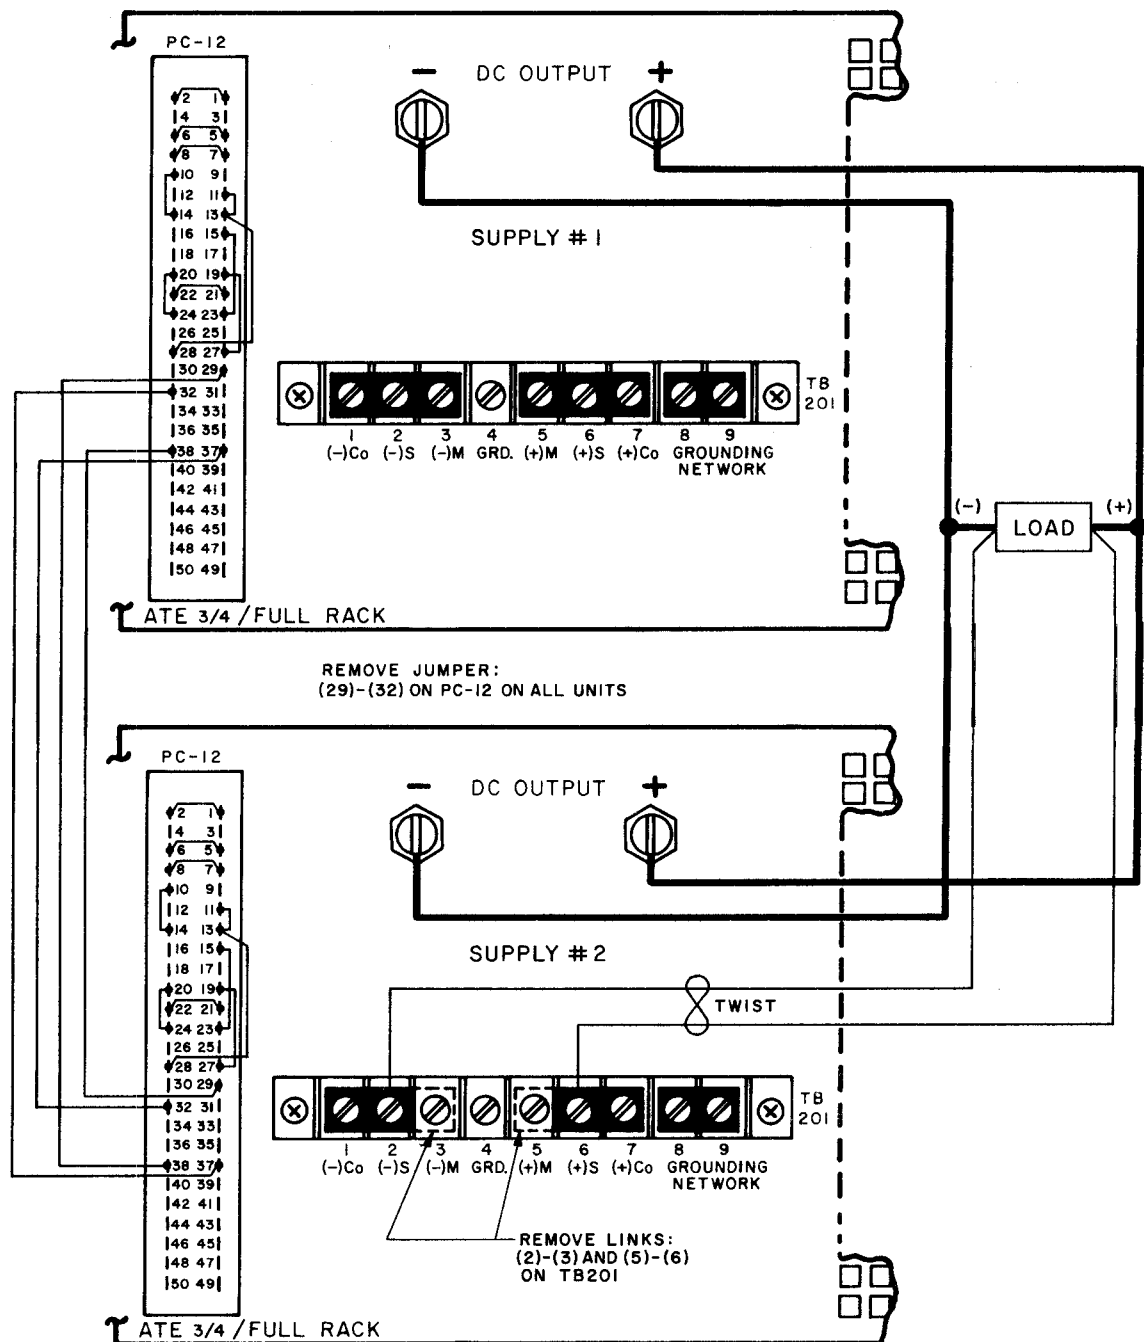 PC-12
− DC OUTPUT +
2 1
4 3
6 5
8 7
10 9
12 11
14 13
16 15
18 17
20 19
22 21
24 23
26 25
28 27
30 29
32 31
34 33
36 35
38 37
40 39
42 41
44 43
46 45
48 47
50 49
SUPPLY #1
TB
201
1 2 3 4 5 6 7 8 9
(-)Co (-)S (-)M GRD. (+)M (+)S (+)Co GROUNDING
NETWORK
(-) LOAD (+)
ATE 3/4 /FULL RACK
REMOVE JUMPER:
(29)-(32) ON PC-12 ON ALL UNITS
PC-12
− DC OUTPUT +
2 1
4 3
6 5
8 7
10 9
12 11
14 13
16 15
18 17
20 19
22 21
24 23
26 25
28 27
30 29
32 31
34 33
36 35
38 37
40 39
42 41
44 43
46 45
48 47
50 49
SUPPLY #2
TWIST
TB
201
1 2 3 4 5 6 7 8 9
(-)Co (-)S (-)M GRD. (+)M (+)S (+)Co GROUNDING
NETWORK
REMOVE LINKS:
(2)-(3) AND (5)-(6)
ON TB201
ATE 3/4 /FULL RACK